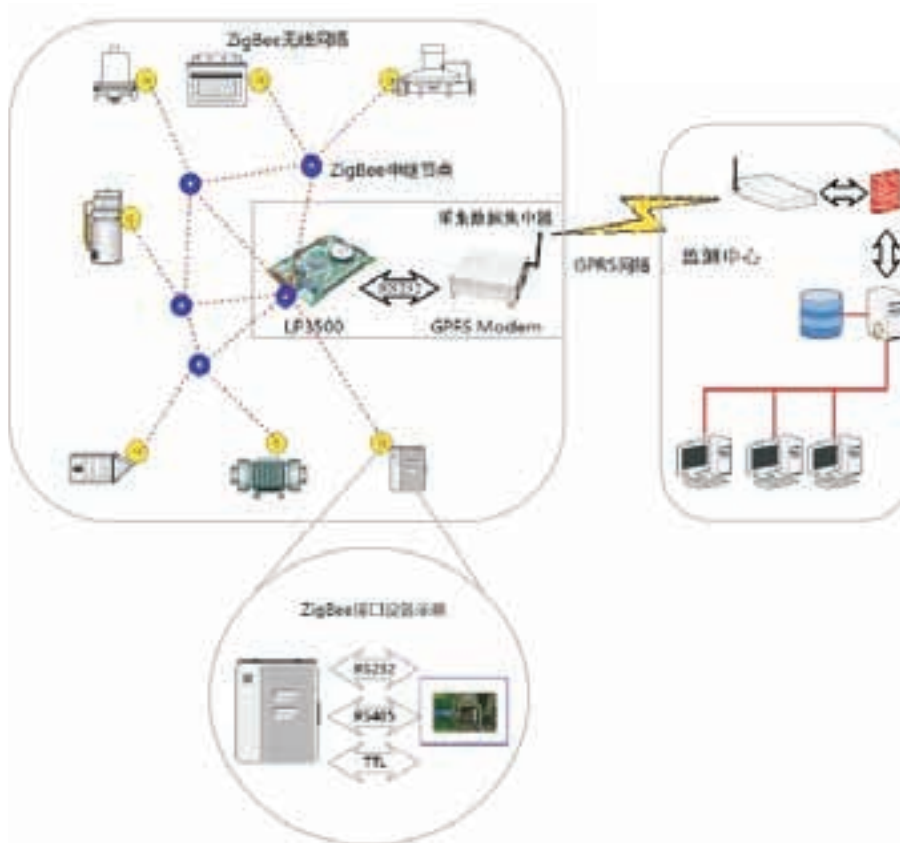 ZigBee无线网络
ZigBee中继节点
采集数据集中器
RS232
LP3500
GPRS Modem
GPRS网络
监测中心
ZigBee接口设备示意
RS232
RS485
TTL